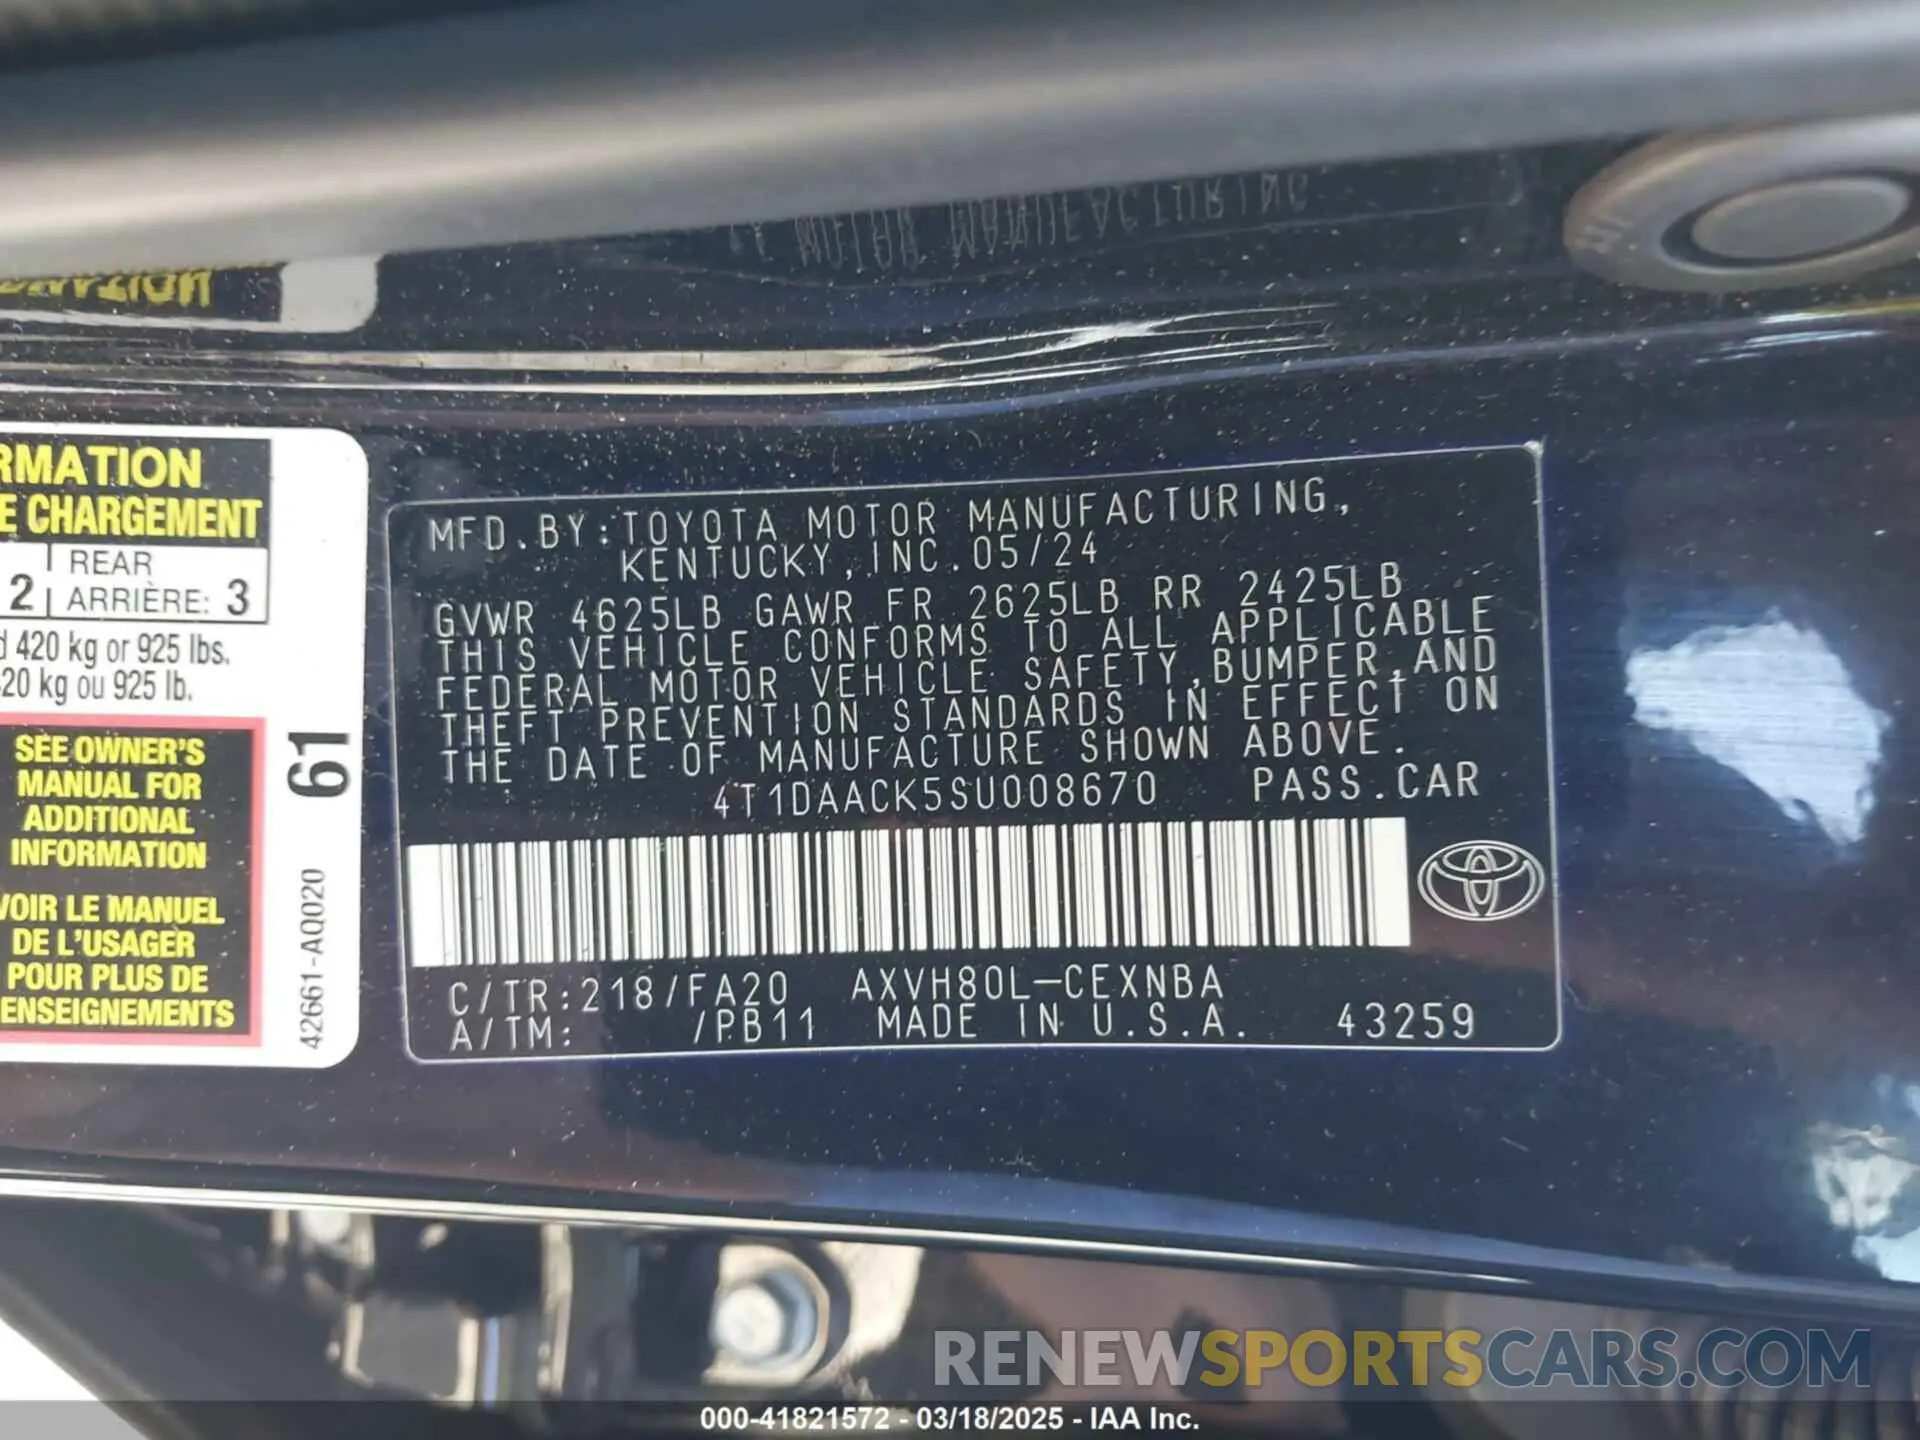 RMATION
E CHARGEMENT
2 REAR
ARRIÈRE: 3
420 kg or 925 lbs.
20 kg ou 925 lb.
SEE OWNER'S
MANUAL FOR
ADDITIONAL
INFORMATION
VOIR LE MANUEL
DE L'USAGER
POUR PLUS DE
ENSEIGNEMENTS
61
42661-AQ020
MFD.BY:TOYOTA MOTOR MANUFACTURING,
KENTUCKY,INC.05/24
GVWR 4625LB GAWR FR 2625LB RR 2425LB
THIS VEHICLE CONFORMS TO ALL APPLICABLE
FEDERAL MOTOR VEHICLE SAFETY,BUMPER,AND
THEFT PREVENTION STANDARDS IN EFFECT ON
THE DATE OF MANUFACTURE SHOWN ABOVE.
4T1DAACK5SU008670 PASS.CAR
C/TR:218/FA20 AXVH80L-CEXNBA
A/TM: /PB11 MADE IN U.S.A. 43259
RENEWSPORTSCARS.COM
000-41821572 - 03/18/2025 - IAA Inc.